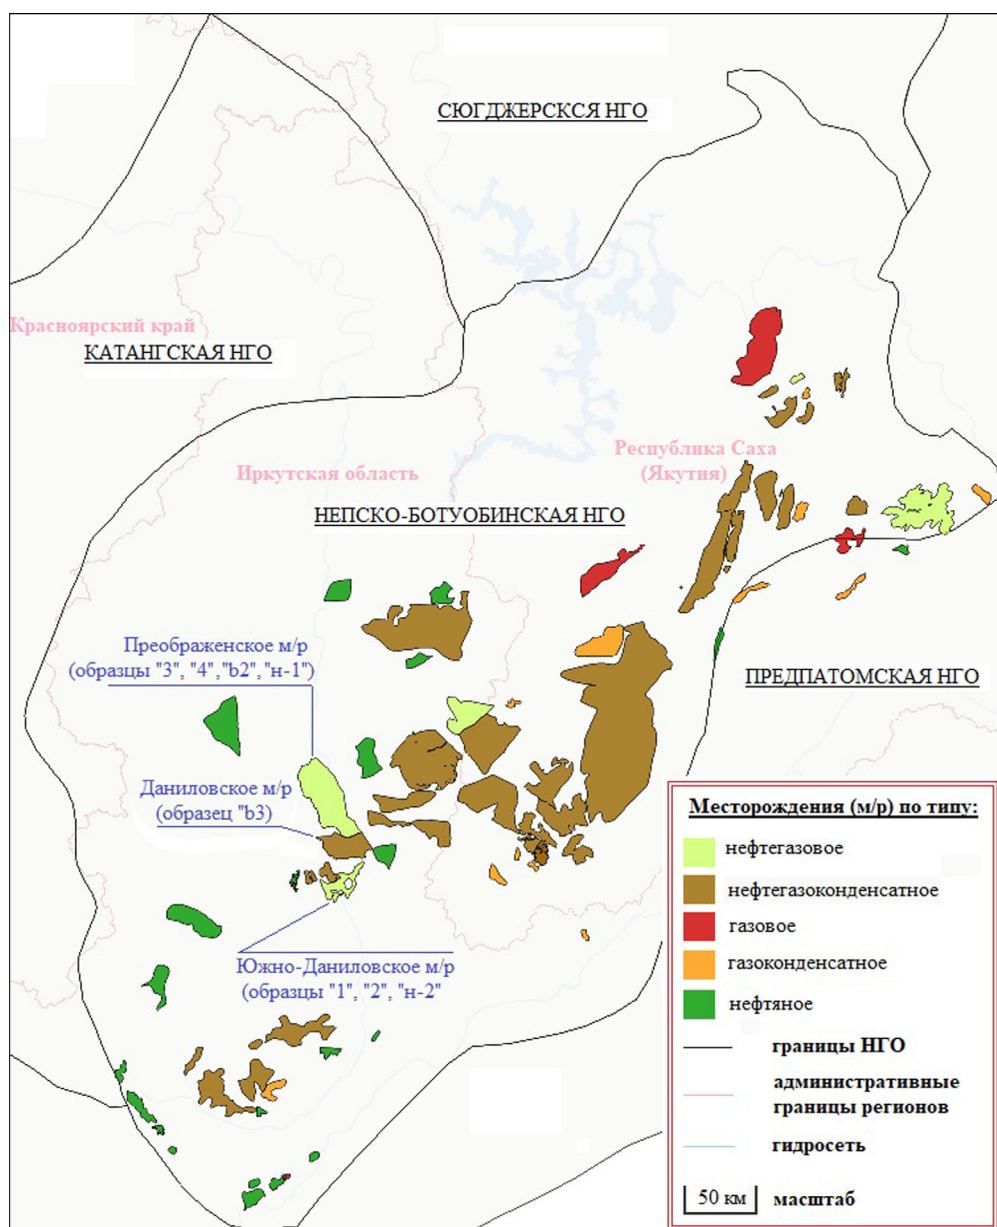 СЮГДЖЕРСКСЯ НГО
Красноярский край
КАТАНГСКАЯ НГО
Республика Саха
(Якутия)
Иркутская область
НЕПСКО-БОТУОБИНСКАЯ НГО
Преображенское м/р
(образцы "3", "4","b2","н-1")
ПРЕДПАТОМСКАЯ НГО
Даниловское м/р
(образец "b3)
Южно-Даниловское м/р
(образцы "1", "2", "н-2"
Месторождения (м/р) по типу:
нефтегазовое
нефтегазоконденсатное
газовое
газоконденсатное
нефтяное
границы НГО
административные
границы регионов
гидросеть
50 км
масштаб